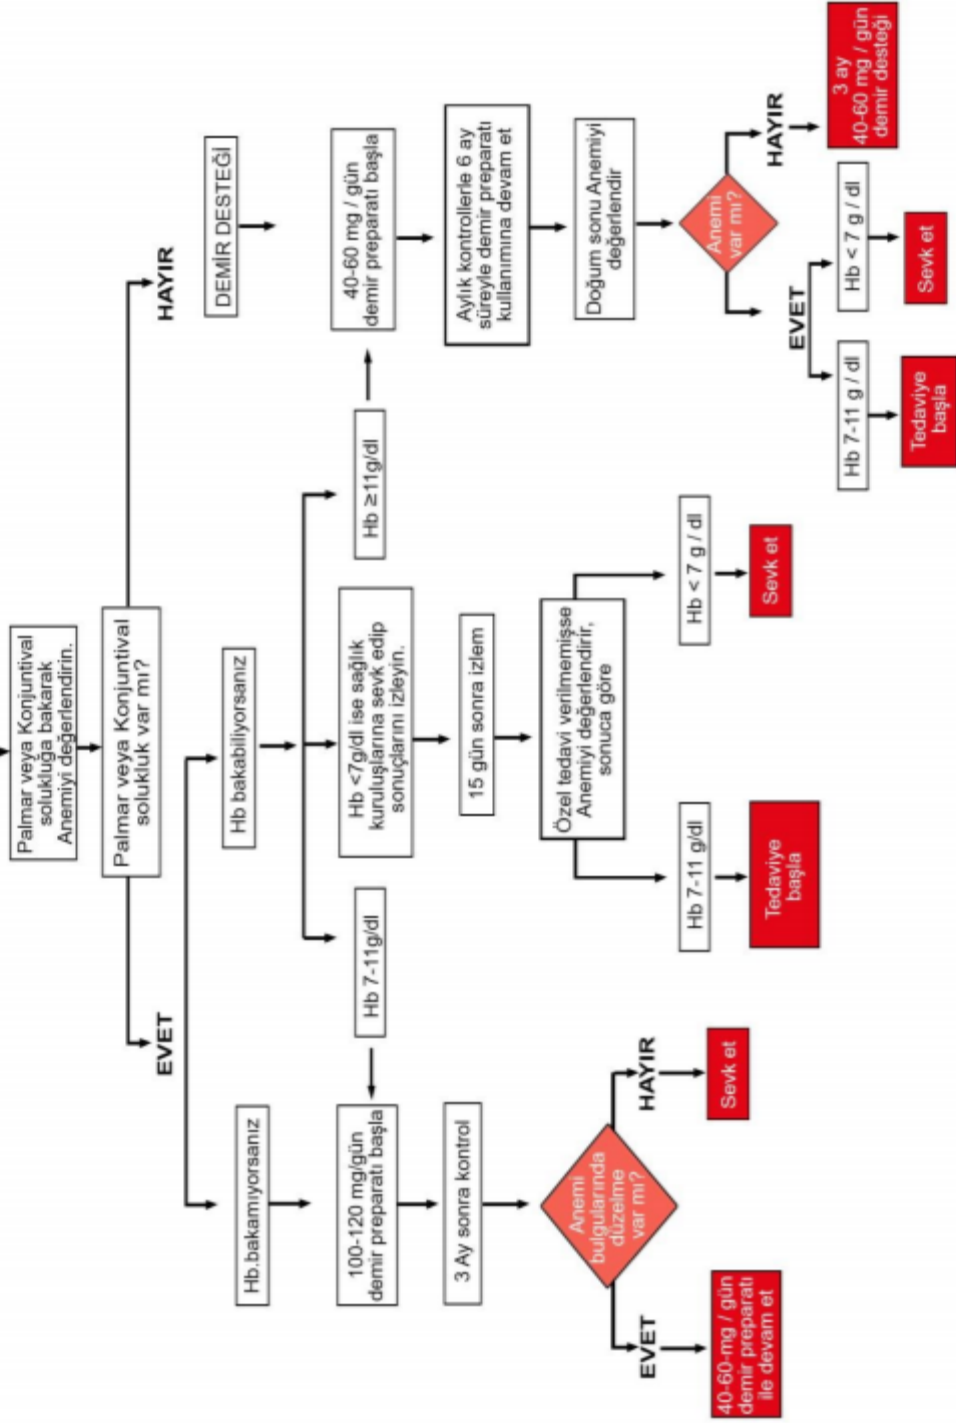 Palmar veya Konjuntival
solukluğa bakarak
Anemiyi değerlendirin.
Palmar veya Konjuntival
solukluk var mı?
EVET
HAYIR
Hb.bakamıyorsanız
Hb bakabiliyorsanız
DEMİR DESTEĞİ
100-120 mg/gün
demir preparatı başla
Hb 7-11g/dl
Hb <7g/dl ise sağlık
kuruluşlarına sevk edip
sonuçlarını izleyin.
Hb ≥11g/dl
40-60 mg / gün
demir preparatı başla
3 Ay sonra kontrol
15 gün sonra izlem
Aylık kontrollerle 6 ay
süreyle demir preparatı
kullanımına devam et
Anemi
bulgularında
düzelme
var mı?
Özel tedavi verilmemişse
Anemiyi değerlendirir,
sonuca göre
Doğum sonu Anemiyi
değerlendir
EVET
HAYIR
Hb 7-11 g/dl
Hb < 7 g / dl
Anemi
var mı?
40-60-mg / gün
demir preparatı
ile devam et
Sevk et
Tedaviye
başla
Sevk et
EVET
HAYIR
Hb 7-11 g / dl
Hb < 7 g / dl
3 ay
40-60 mg / gün
demir desteği
Tedaviye
başla
Sevk et